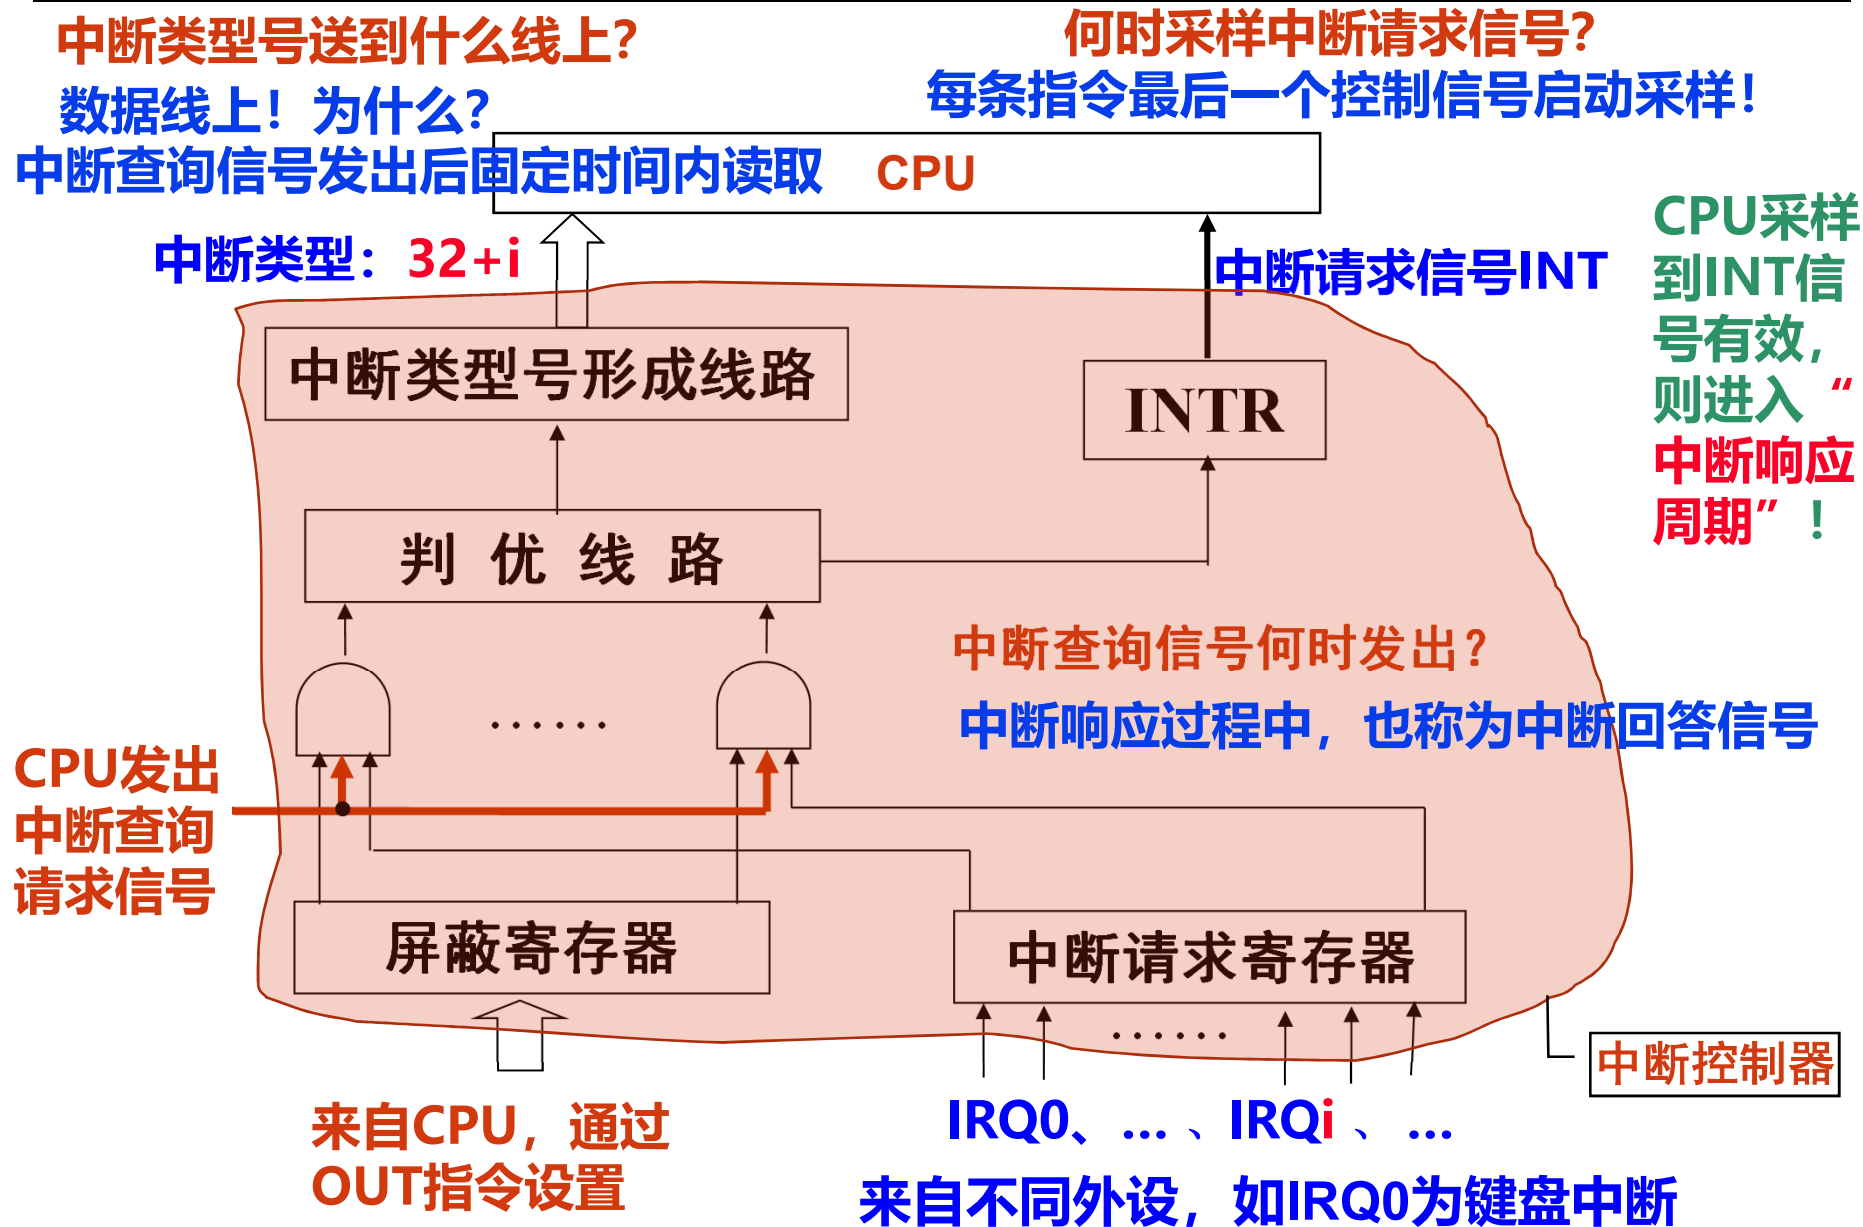 中断类型号送到什么线上?
数据线上！为什么?
中断查询信号发出后固定时间内读取
何时采样中断请求信号?
每条指令最后一个控制信号启动采样！
CPU
中断类型：32+i
中断请求信号INT
CPU采样
到INT信
号有效，
则进入“
中断响应
周期”！
中断类型号形成线路
INTR
判优线路
中断查询信号何时发出？
中断响应过程中，也称为中断回答信号
......
CPU发出
中断查询
请求信号
屏蔽寄存器
中断请求寄存器
......
中断控制器
来自CPU，通过
OUT指令设置
IRQ0、... 、IRQi 、 ...
来自不同外设，如IRQ0为键盘中断